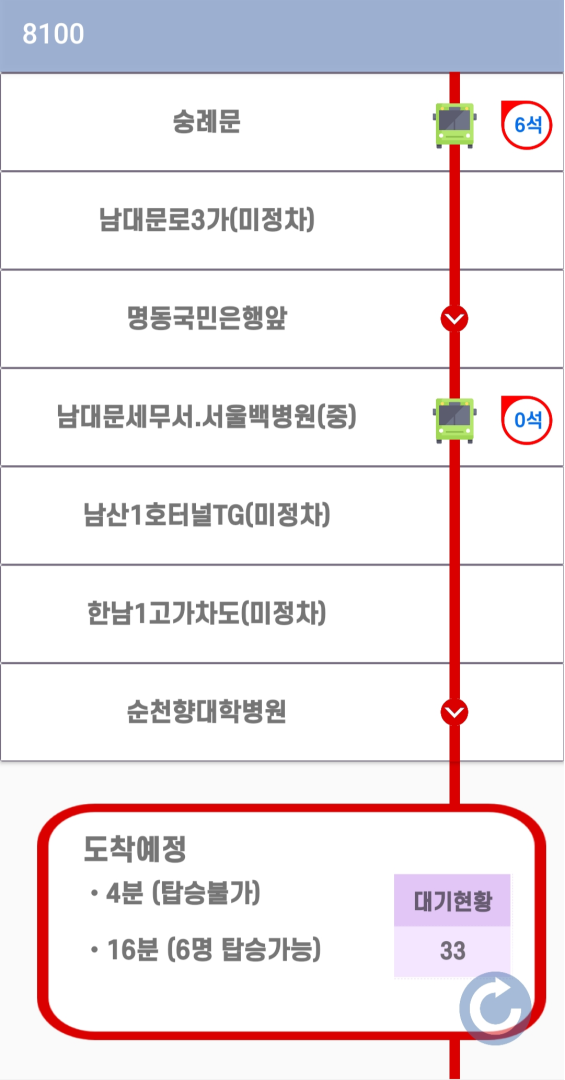 8100
숭례문
6석
남대문로3가(미정차)
명동국민은행앞
남대문세무서.서울백병원(중)
0석
남산1호터널TG(미정차)
한남1고가차도(미정차)
순천향대학병원
도착예정
· 4분 (탑승불가)
대기현황
· 16분 (6명 탑승가능)
33